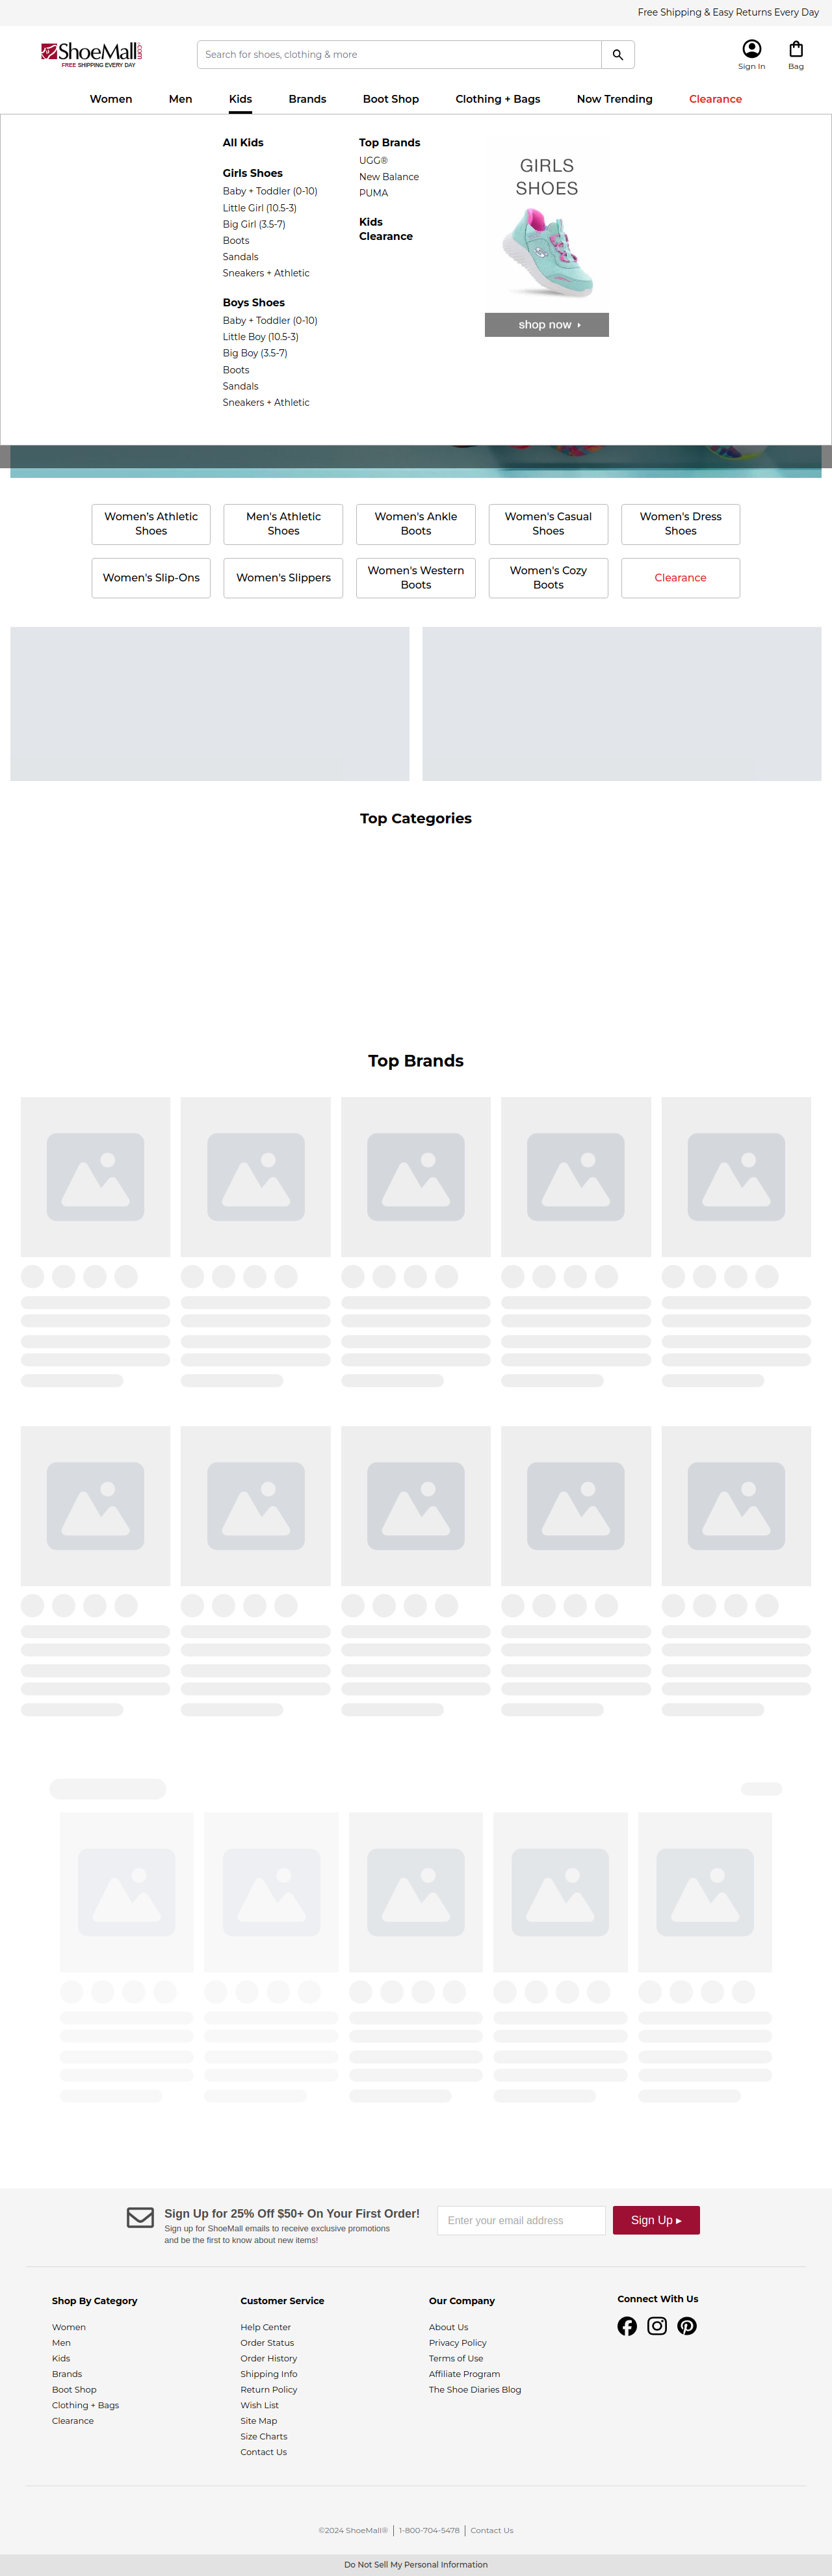 Free Shipping & Easy Returns Every Day
ShoeMall.com
FREE SHIPPING EVERY DAY
Search for shoes, clothing & more
Sign In
Bag
Women
Men
Kids
Brands
Boot Shop
Clothing + Bags
Now Trending
Clearance
All Kids
Girls Shoes
Baby + Toddler (0-10)
Little Girl (10.5-3)
Big Girl (3.5-7)
Boots
Sandals
Sneakers + Athletic
Boys Shoes
Baby + Toddler (0-10)
Little Boy (10.5-3)
Big Boy (3.5-7)
Boots
Sandals
Sneakers + Athletic
Top Brands
UGG®
New Balance
PUMA
Kids
Clearance
GIRLS
SHOES
shop now
Women's Athletic
Shoes
Men's Athletic
Shoes
Women's Ankle
Boots
Women's Casual
Shoes
Women's Dress
Shoes
Women's Slip-Ons
Women's Slippers
Women's Western
Boots
Women's Cozy
Boots
Clearance
Top Categories
Top Brands
Sign Up for 25% Off $50+ On Your First Order!
Sign up for ShoeMall emails to receive exclusive promotions
and be the first to know about new items!
Enter your email address
Sign Up ▸
Shop By Category
Women
Men
Kids
Brands
Boot Shop
Clothing + Bags
Clearance
Customer Service
Help Center
Order Status
Order History
Shipping Info
Return Policy
Wish List
Site Map
Size Charts
Contact Us
Our Company
About Us
Privacy Policy
Terms of Use
Affiliate Program
The Shoe Diaries Blog
Connect With Us
©2024 ShoeMall® | 1-800-704-5478 | Contact Us
Do Not Sell My Personal Information